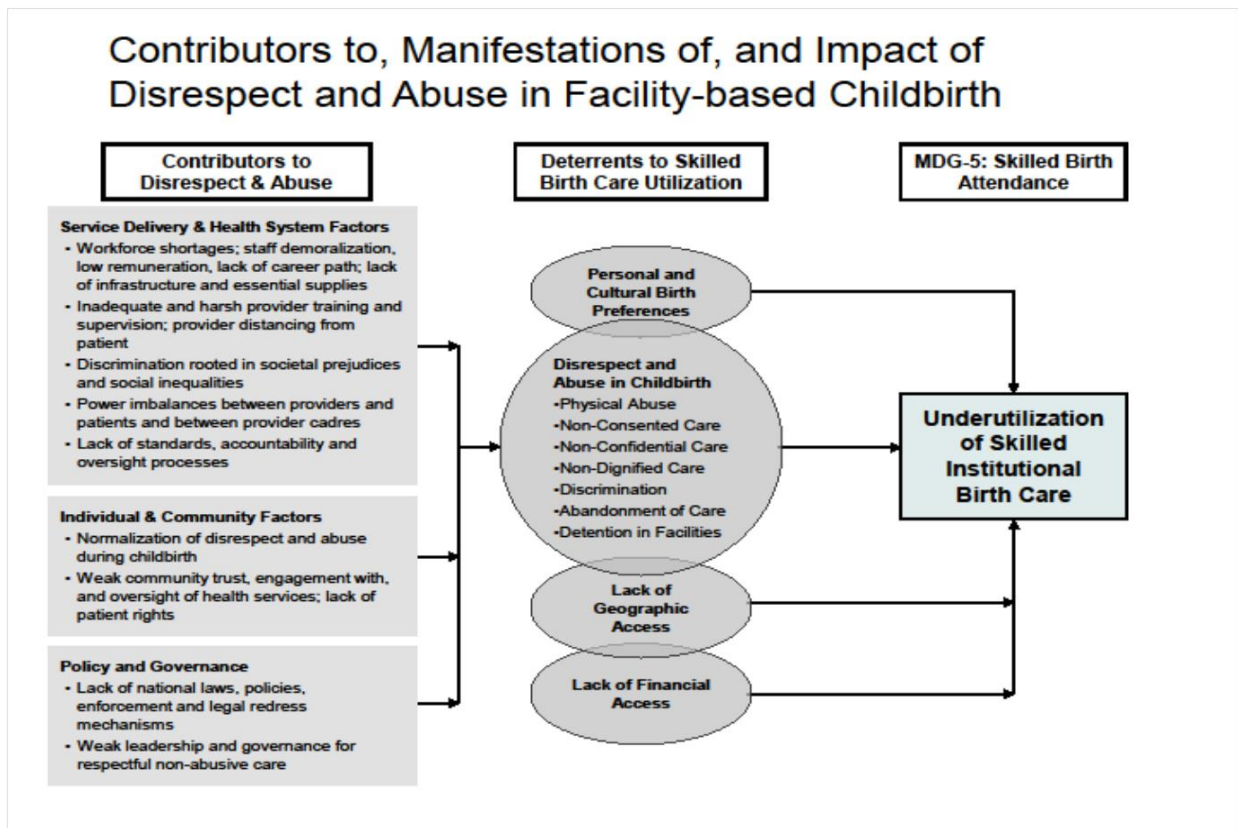 Contributors to, Manifestations of, and Impact of
Disrespect and Abuse in Facility-based Childbirth
Contributors to
Disrespect & Abuse
Deterrents to Skilled
Birth Care Utilization
MDG-5: Skilled Birth
Attendance
Service Delivery & Health System Factors
• Workforce shortages; staff demoralization,
low remuneration, lack of career path; lack
of infrastructure and essential supplies
• Inadequate and harsh provider training and
supervision; provider distancing from
patient
• Discrimination rooted in societal prejudices
and social inequalities
• Power imbalances between providers and
patients and between provider cadres
• Lack of standards, accountability and
oversight processes
Individual & Community Factors
• Normalization of disrespect and abuse
during childbirth
• Weak community trust, engagement with,
and oversight of health services; lack of
patient rights
Policy and Governance
• Lack of national laws, policies,
enforcement and legal redress
mechanisms
• Weak leadership and governance for
respectful non-abusive care
Personal and
Cultural Birth
Preferences
Disrespect and
Abuse in Childbirth
•Physical Abuse
•Non-Consented Care
•Non-Confidential Care
•Non-Dignified Care
•Discrimination
•Abandonment of Care
•Detention in Facilities
Lack of
Geographic
Access
Lack of Financial
Access
Underutilization
of Skilled
Institutional
Birth Care